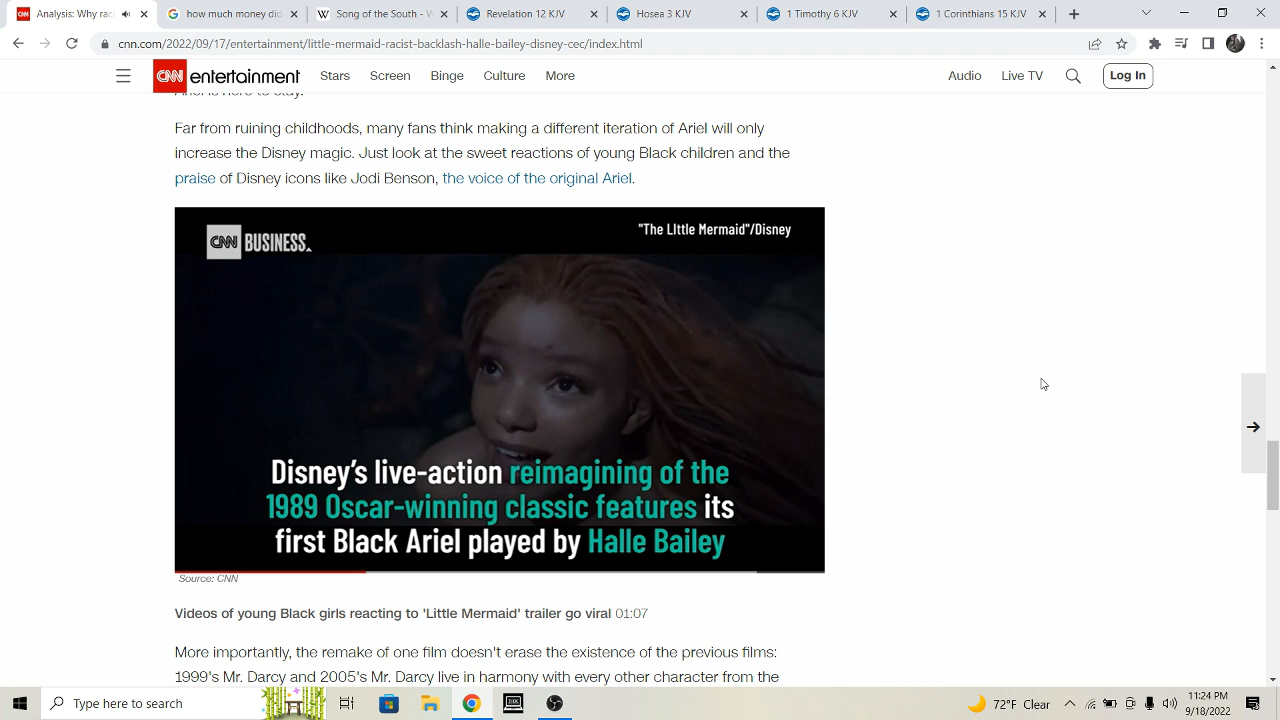 Analysis: Why rac
how much money did
Song of the South - W
Revelation 12 KJV
Hosea 3 KJV
1 Timothy 6 KJV
1 Corinthians 15 KJV
cnn.com/2022/09/17/entertainment/little-mermaid-racist-backlash-halle-bailey-disney-cec/index.html
CNN entertainment Stars Screen Binge Culture More Audio Live TV Log In
Ariel is here to stay.
Far from ruining childhoods, many fans think making a different iteration of Ariel will only
increase the Disney magic. Just look at the sweet reactions of young Black children and the
praise of Disney icons like Jodi Benson, the voice of the original Ariel.
CNN BUSINESS
"The LIttle Mermaid"/Disney
Disney's live-action reimagining of the
1989 Oscar-winning classic features its
first Black Ariel played by Halle Bailey
Source: CNN
Videos of young Black girls reacting to 'Little Mermaid' trailer go viral 01:07
More importantly, the remake of one film doesn't erase the existence of the previous films:
1999's Mr. Darcy and 2005's Mr. Darcy live in harmony with every other character from the
Type here to search
72°F Clear
11:24 PM
9/18/2022